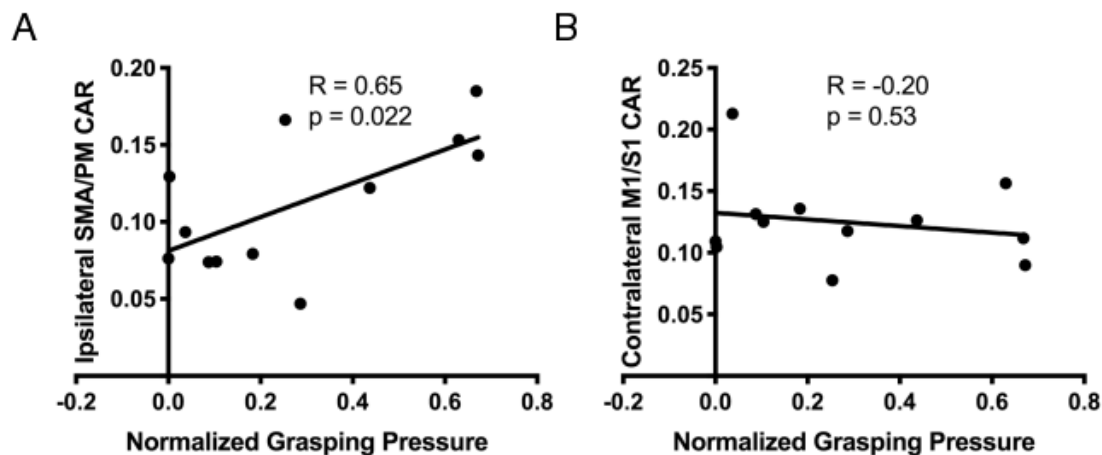 A
Ipsilateral SMA/PM CAR
0.20
0.15
0.10
0.05
R = 0.65
p = 0.022
-0.2 0.0 0.2 0.4 0.6 0.8
Normalized Grasping Pressure
B
Contralateral M1/S1 CAR
0.25
0.20
0.15
0.10
0.05
R = -0.20
p = 0.53
-0.2 0.0 0.2 0.4 0.6 0.8
Normalized Grasping Pressure